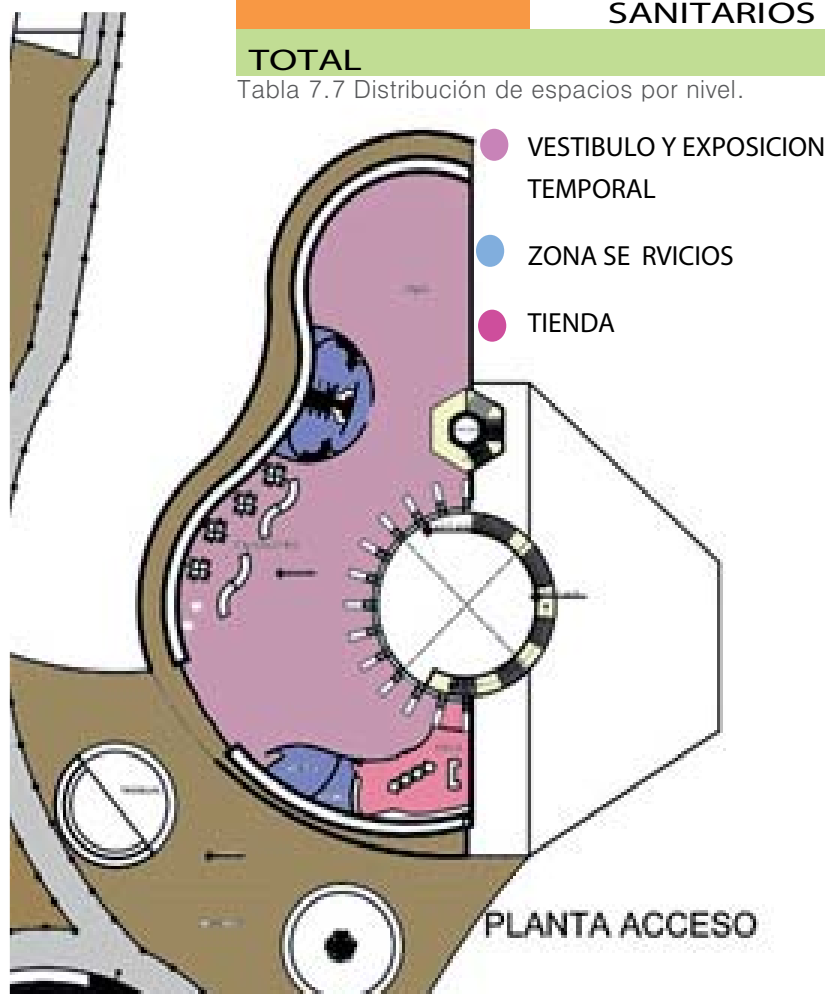 SANITARIOS
TOTAL
Tabla 7.7 Distribución de espacios por nivel.
VESTIBULO Y EXPOSICION
TEMPORAL
ZONA SE RVICIOS
TIENDA
PLANTA ACCESO